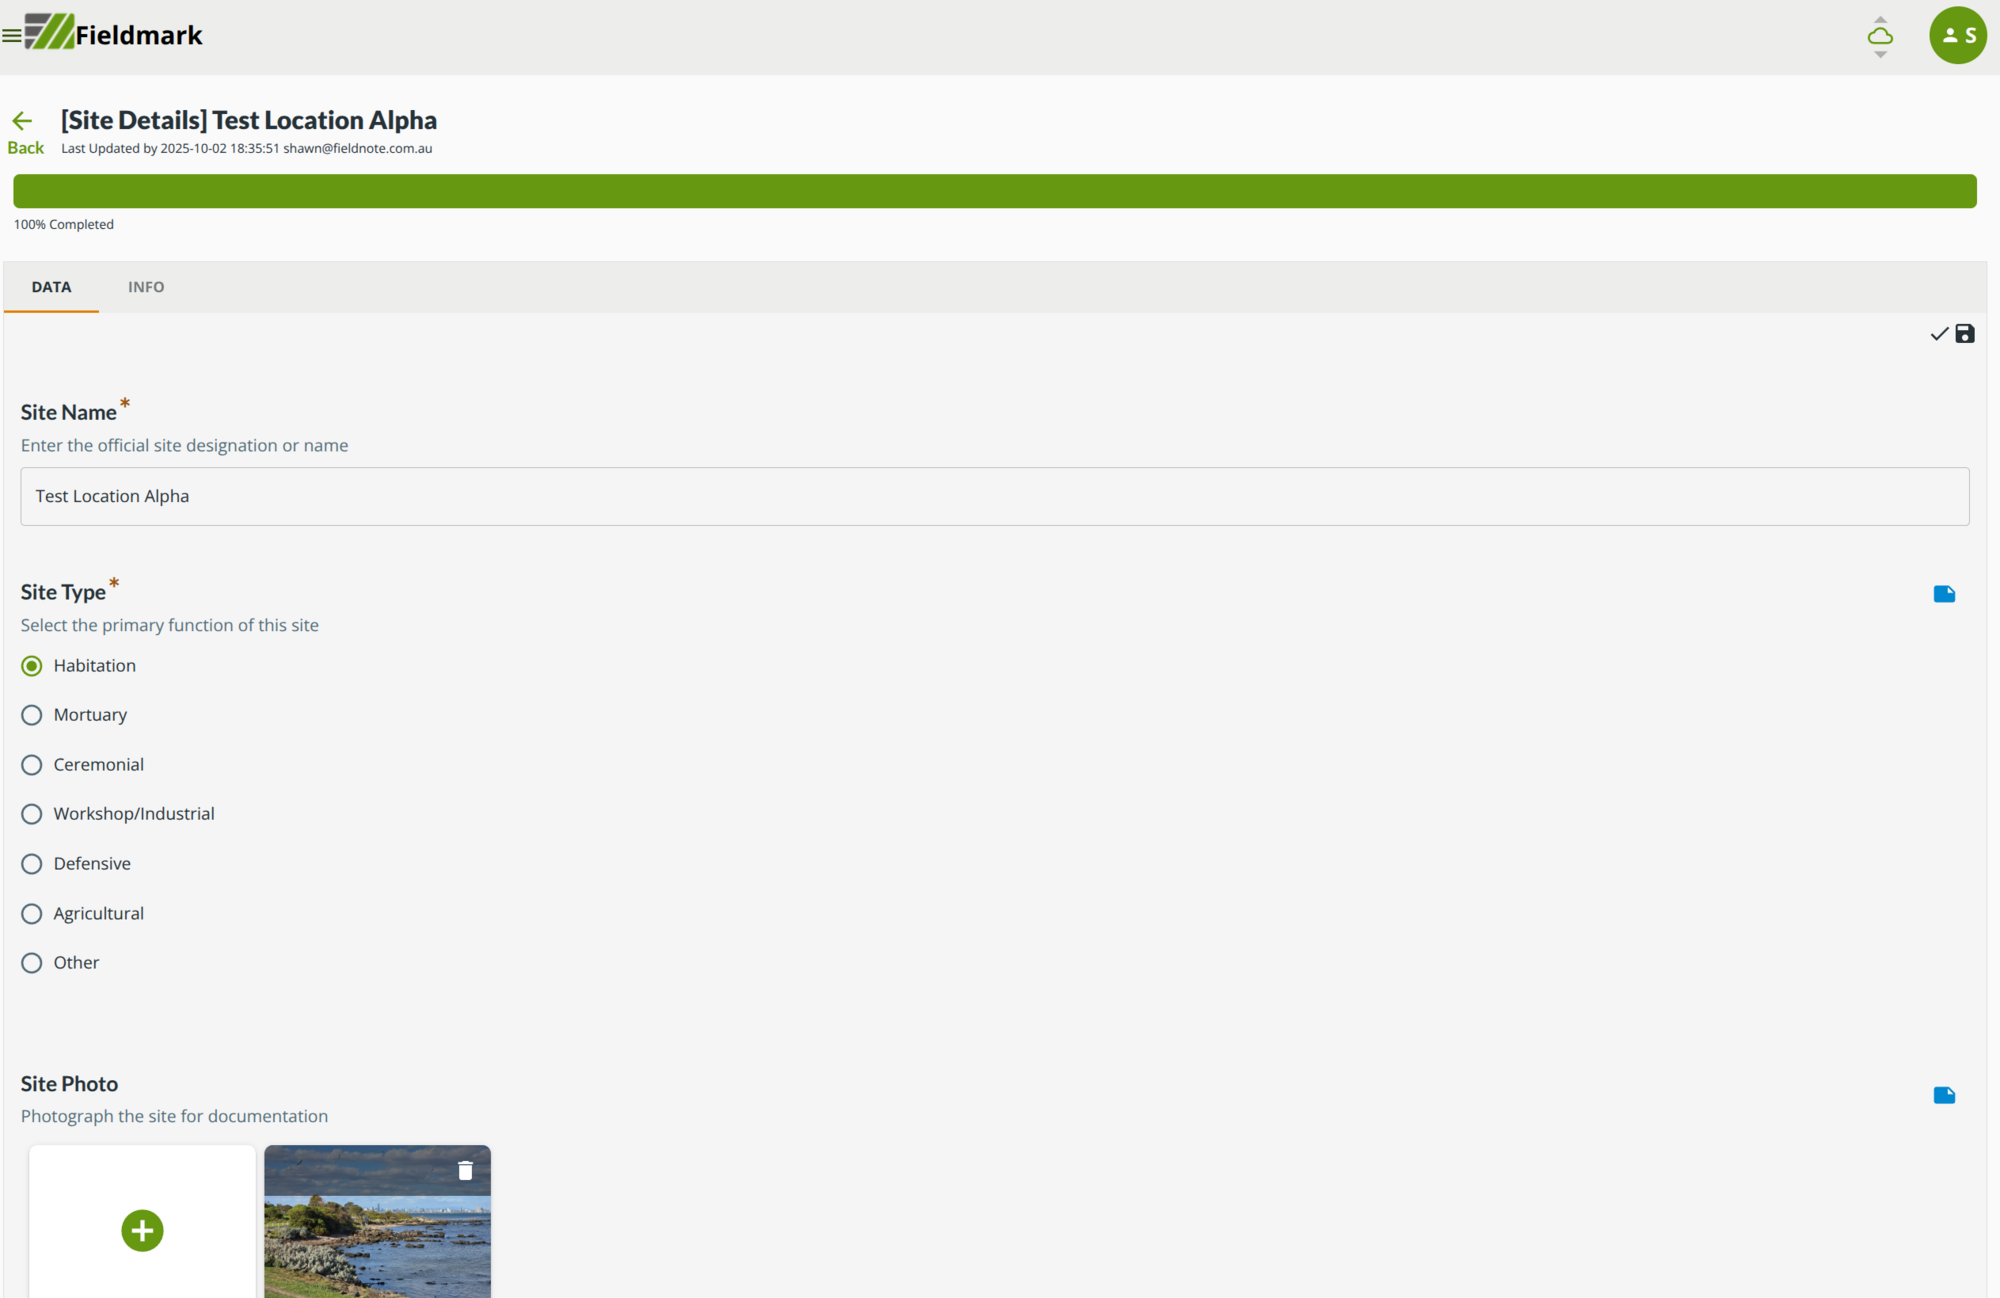 Fieldmark
S
[Site Details] Test Location Alpha
Back
Last Updated by 2025-10-02 18:35:51 shawn@fieldnote.com.au
100% Completed
DATA
INFO
Site Name*
Enter the official site designation or name
Test Location Alpha
Site Type*
Select the primary function of this site
Habitation
Mortuary
Ceremonial
Workshop/Industrial
Defensive
Agricultural
Other
Site Photo
Photograph the site for documentation